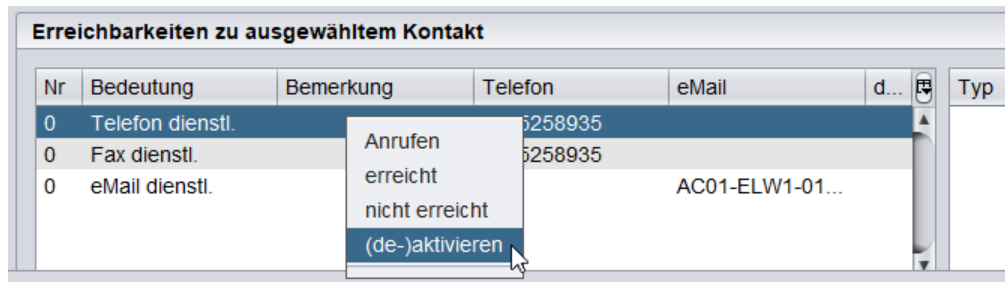 Erreichbarkeiten zu ausgewähltem Kontakt
Nr Bedeutung Bemerkung Telefon eMail d... Typ
0 Telefon dienstl. 5258935
0 Fax dienstl. 5258935
0 eMail dienstl. AC01-ELW1-01...
Anrufen
erreicht
nicht erreicht
(de-)aktivieren